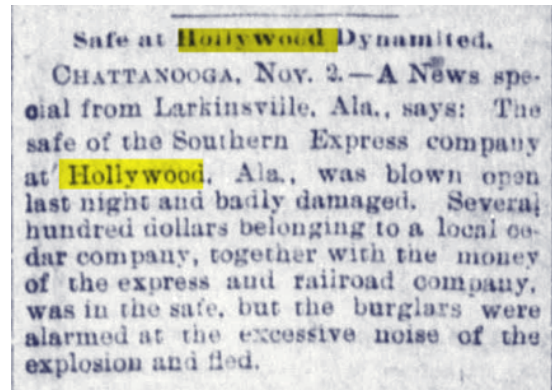 Safe at Hollywood Dynamited.
CHATTANOOGA, Nov. 2.—A News spe-
cial from Larkinsville, Ala., says: The
safe of the Southern Express company
at Hollywood, Ala., was blown open
last night and badly damaged. Several
hundred dollars belonging to a local ce-
dar company, together with the money
of the express and railroad company,
was in the safe, but the burglars were
alarmed at the excessive noise of the
explosion and fled.